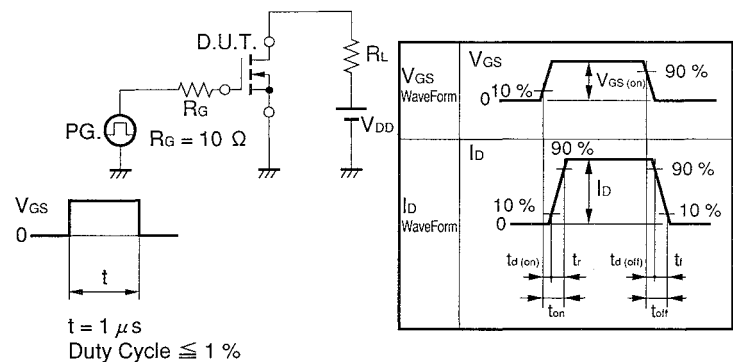 D.U.T.
RL
RG
PG.
RG = 10 Ω
VDD
VGS
0
t
t = 1 μs
Duty Cycle ≦ 1 %
VGS
WaveForm
VGS
10 %
0
VGS (on)
90 %
ID
WaveForm
ID
90 %
90 %
10 %
0
ID
10 %
td (on)
tr
td (off)
tf
ton
toff